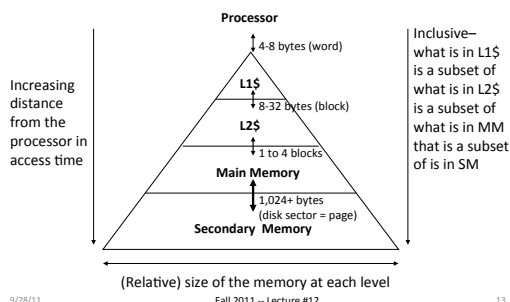 Processor
4-8 bytes (word)
L1$
8-32 bytes (block)
L2$
1 to 4 blocks
Main Memory
1,024+ bytes
(disk sector = page)
Secondary Memory
Increasing
distance
from the
processor in
access time
Inclusive–
what is in L1$
is a subset of
what is in L2$
is a subset of
what is in MM
that is a subset
of is in SM
(Relative) size of the memory at each level
9/28/11
Fall 2011 -- Lecture #12
13